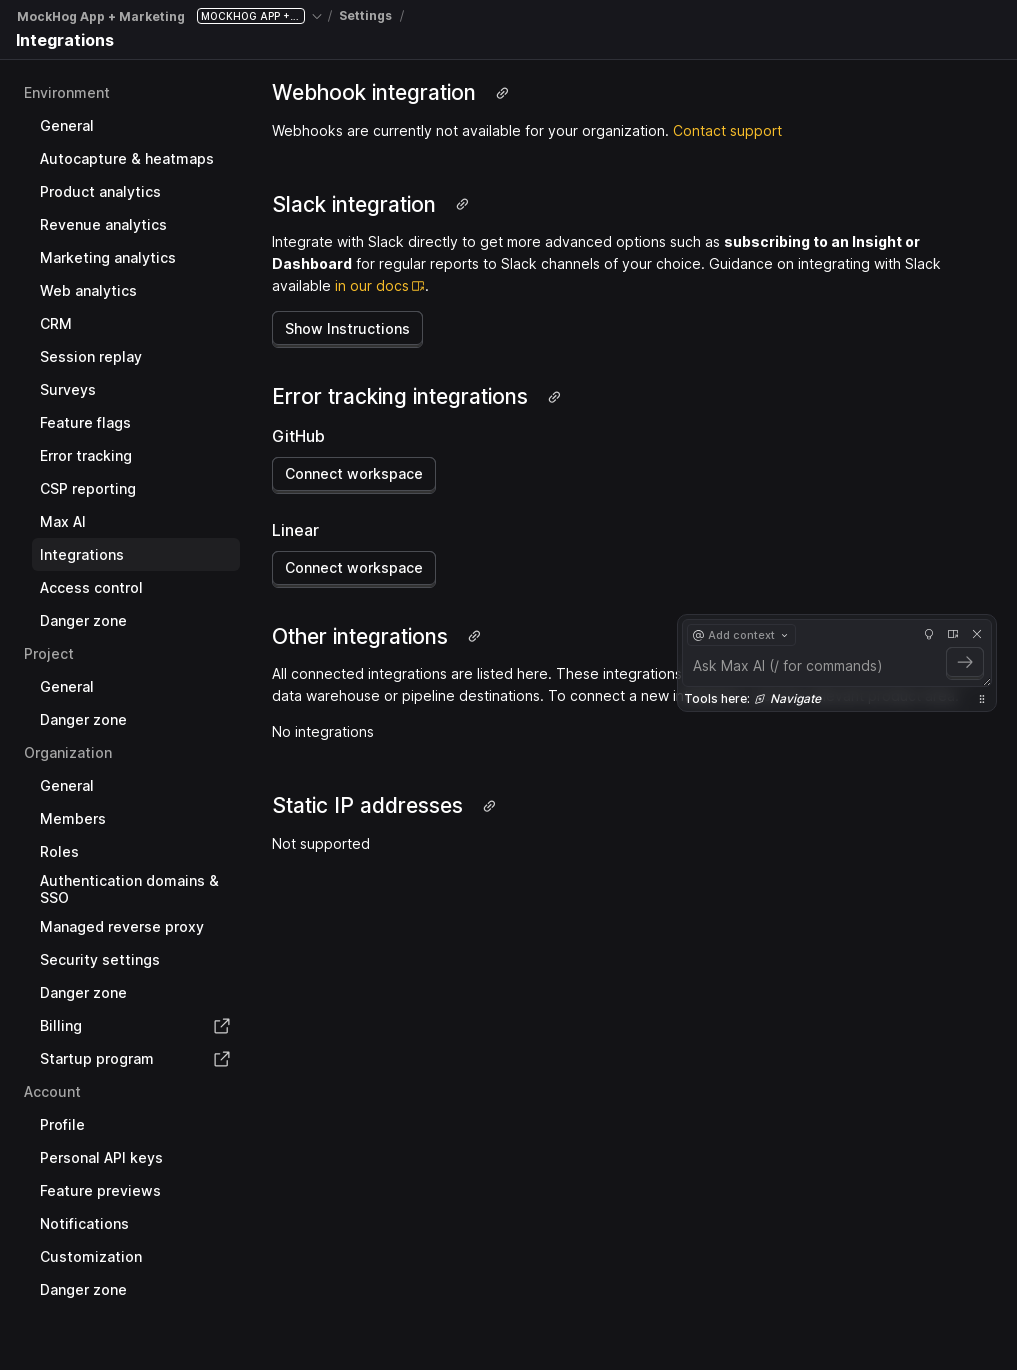 MockHog App + Marketing MOCKHOG APP +... / Settings /
Integrations
Environment
General
Autocapture & heatmaps
Product analytics
Revenue analytics
Marketing analytics
Web analytics
CRM
Session replay
Surveys
Feature flags
Error tracking
CSP reporting
Max AI
Integrations
Access control
Danger zone
Project
General
Danger zone
Organization
General
Members
Roles
Authentication domains &
SSO
Managed reverse proxy
Security settings
Danger zone
Billing
Startup program
Account
Profile
Personal API keys
Feature previews
Notifications
Customization
Danger zone
Webhook integration
Webhooks are currently not available for your organization. Contact support
Slack integration
Integrate with Slack directly to get more advanced options such as subscribing to an Insight or
Dashboard for regular reports to Slack channels of your choice. Guidance on integrating with Slack
available in our docs.
Show Instructions
Error tracking integrations
GitHub
Connect workspace
Linear
Connect workspace
Other integrations
All connected integrations are listed here. These integrations
data warehouse or pipeline destinations. To connect a new
No integrations
Static IP addresses
Not supported
@ Add context
Ask Max AI (/ for commands)
Tools here: Navigate